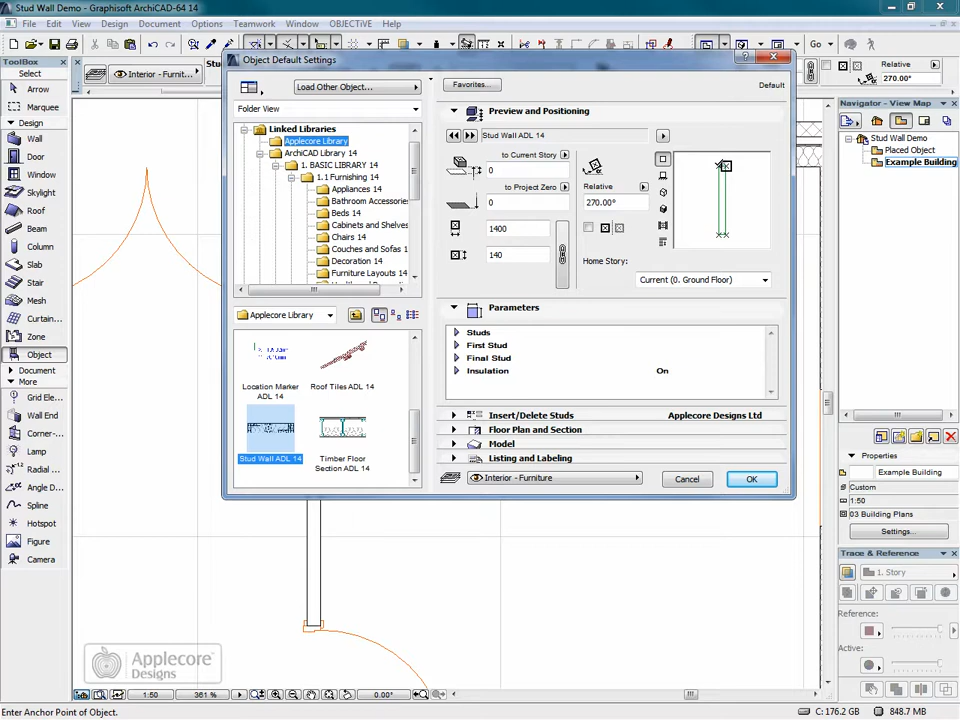 Stud Wall Demo - Graphisoft ArchiCAD-64 14
File Edit View Design Document Options Teamwork Window OBJECTiVE Help
Go
ToolBox
Select
Arrow
Marquee
Design
Wall
Door
Window
Skylight
Roof
Beam
Column
Slab
Stair
Mesh
Curtain...
Zone
Object
Document
More
Grid Ele...
Wall End
Corner-...
Lamp
Radial ...
Angle D...
Spline
Hotspot
Figure
Camera
Interior - Furnit...
Object Default Settings
Load Other Object...
Folder View
Linked Libraries
Applecore Library
ArchiCAD Library 14
1. BASIC LIBRARY 14
1.1 Furnishing 14
Appliances 14
Bathroom Accessories
Beds 14
Cabinets and Shelves
Chairs 14
Couches and Sofas 1
Decoration 14
Furniture Layouts 14
Applecore Library
Location Marker ADL 14
Roof Tiles ADL 14
Stud Wall ADL 14
Timber Floor Section ADL 14
Favorites...
Default
Preview and Positioning
Stud Wall ADL 14
to Current Story
0
to Project Zero
0
1400
140
Relative
270.00°
Home Story:
Current (0. Ground Floor)
Parameters
Studs
First Stud
Final Stud
Insulation On
Insert/Delete Studs Applecore Designs Ltd
Floor Plan and Section
Model
Listing and Labeling
Interior - Furniture
Cancel
OK
Relative
270.00°
Navigator - View Map
Stud Wall Demo
Placed Object
Example Building
Properties
Example Building
Custom
1:50
03 Building Plans
Settings...
Trace & Reference
1. Story
Reference:
Active:
Applecore Designs
1:50 361 % 0.00°
Enter Anchor Point of Object.
C: 176.2 GB 848.7 MB